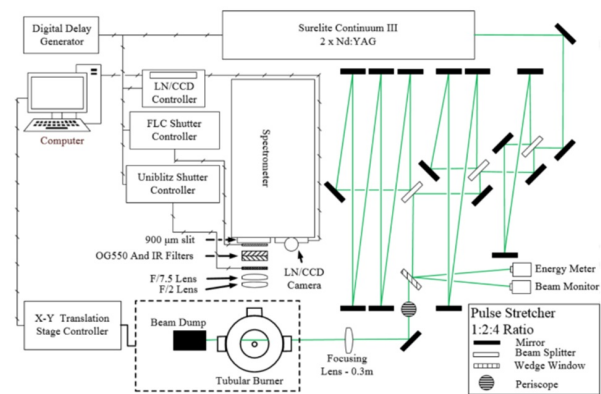 Digital Delay
Generator
Surelite Continuum III
2 x Nd:YAG
LN/CCD
Controller
Computer
FLC Shutter
Controller
Spectrometer
Uniblitz Shutter
Controller
900 µm slit
OG550 And IR Filters
LN/CCD
Camera
F/7.5 Lens
F/2 Lens
Energy Meter
Beam Monitor
X-Y Translation
Stage Controller
Beam Dump
Tubular Burner
Focusing
Lens - 0.3m
Pulse Stretcher
1:2:4 Ratio
Mirror
Beam Splitter
Wedge Window
Periscope